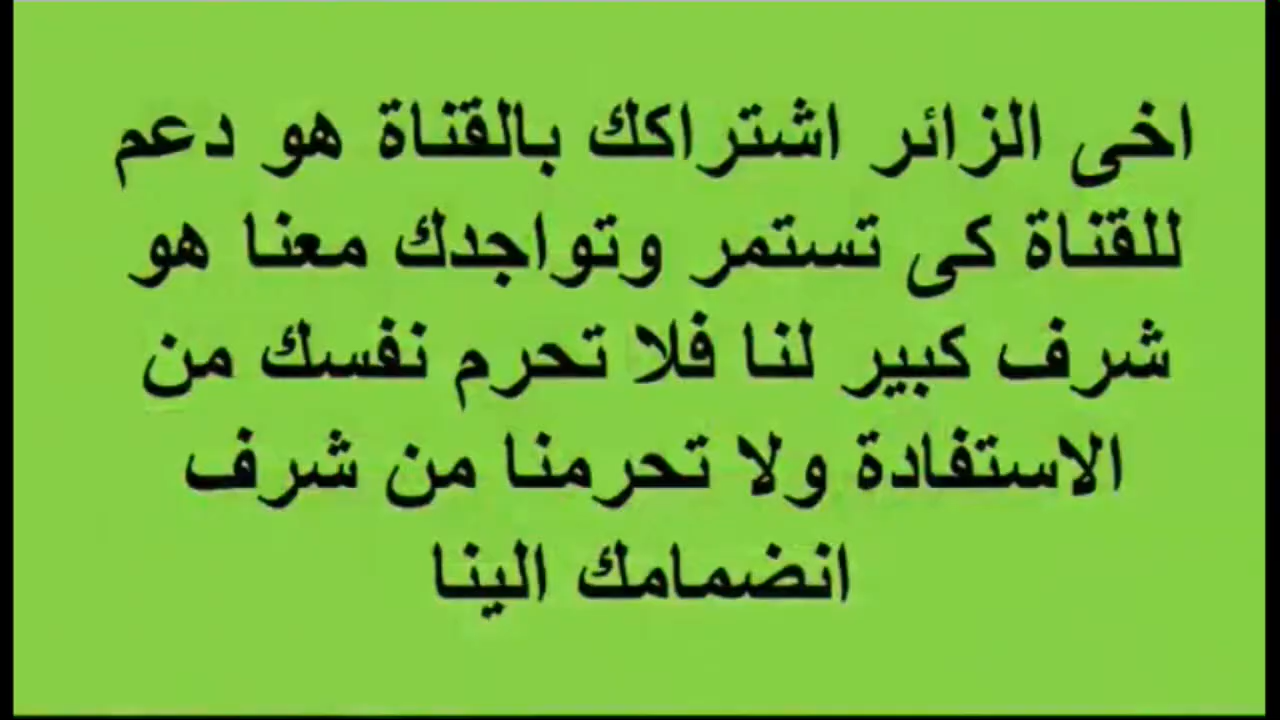 اخى الزائر اشتراكك بالقناة هو دعم
للقناة كى تستمر وتواجدك معنا هو
شرف كبير لنا فلا تحرم نفسك من
الاستفادة ولا تحرمنا من شرف
انضمامك الينا